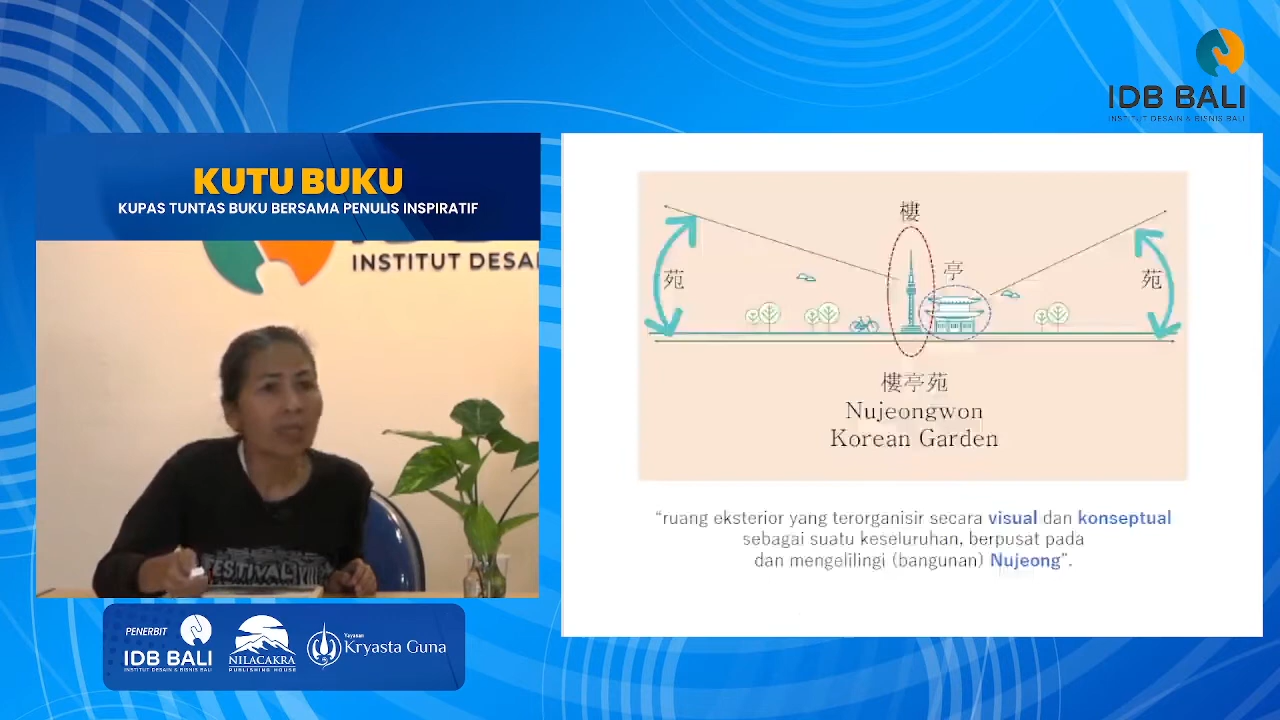 IDB BALI
INSTITUT DESAIN & BISNIS BALI
KUTU BUKU
KUPAS TUNTAS BUKU BERSAMA PENULIS INSPIRATIF
INSTITUT DESAI
FESTIVAL
樓
亭
苑
苑
樓亭苑
Nujeongwon
Korean Garden
“ruang eksterior yang terorganisir secara visual dan konseptual
sebagai suatu keseluruhan, berpusat pada
dan mengelilingi (bangunan) Nujeong”.
PENERBIT
IDB BALI
INSTITUT DESAIN & BISNIS BALI
NILACAKRA
PUBLISHING HOUSE
Yayasan
Kryasta Guna